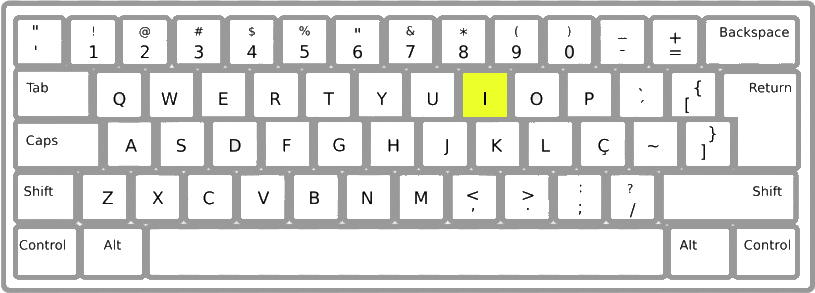 " ! @ # $ % " & * ( ) _ + Backspace
' 1 2 3 4 5 6 7 8 9 0 - =
Tab Q W E R T Y U I O P ` ´ { [ Return
Caps A S D F G H J K L Ç ~ } ]
Shift Z X C V B N M < , > . : ; ? / Shift
Control Alt Alt Control